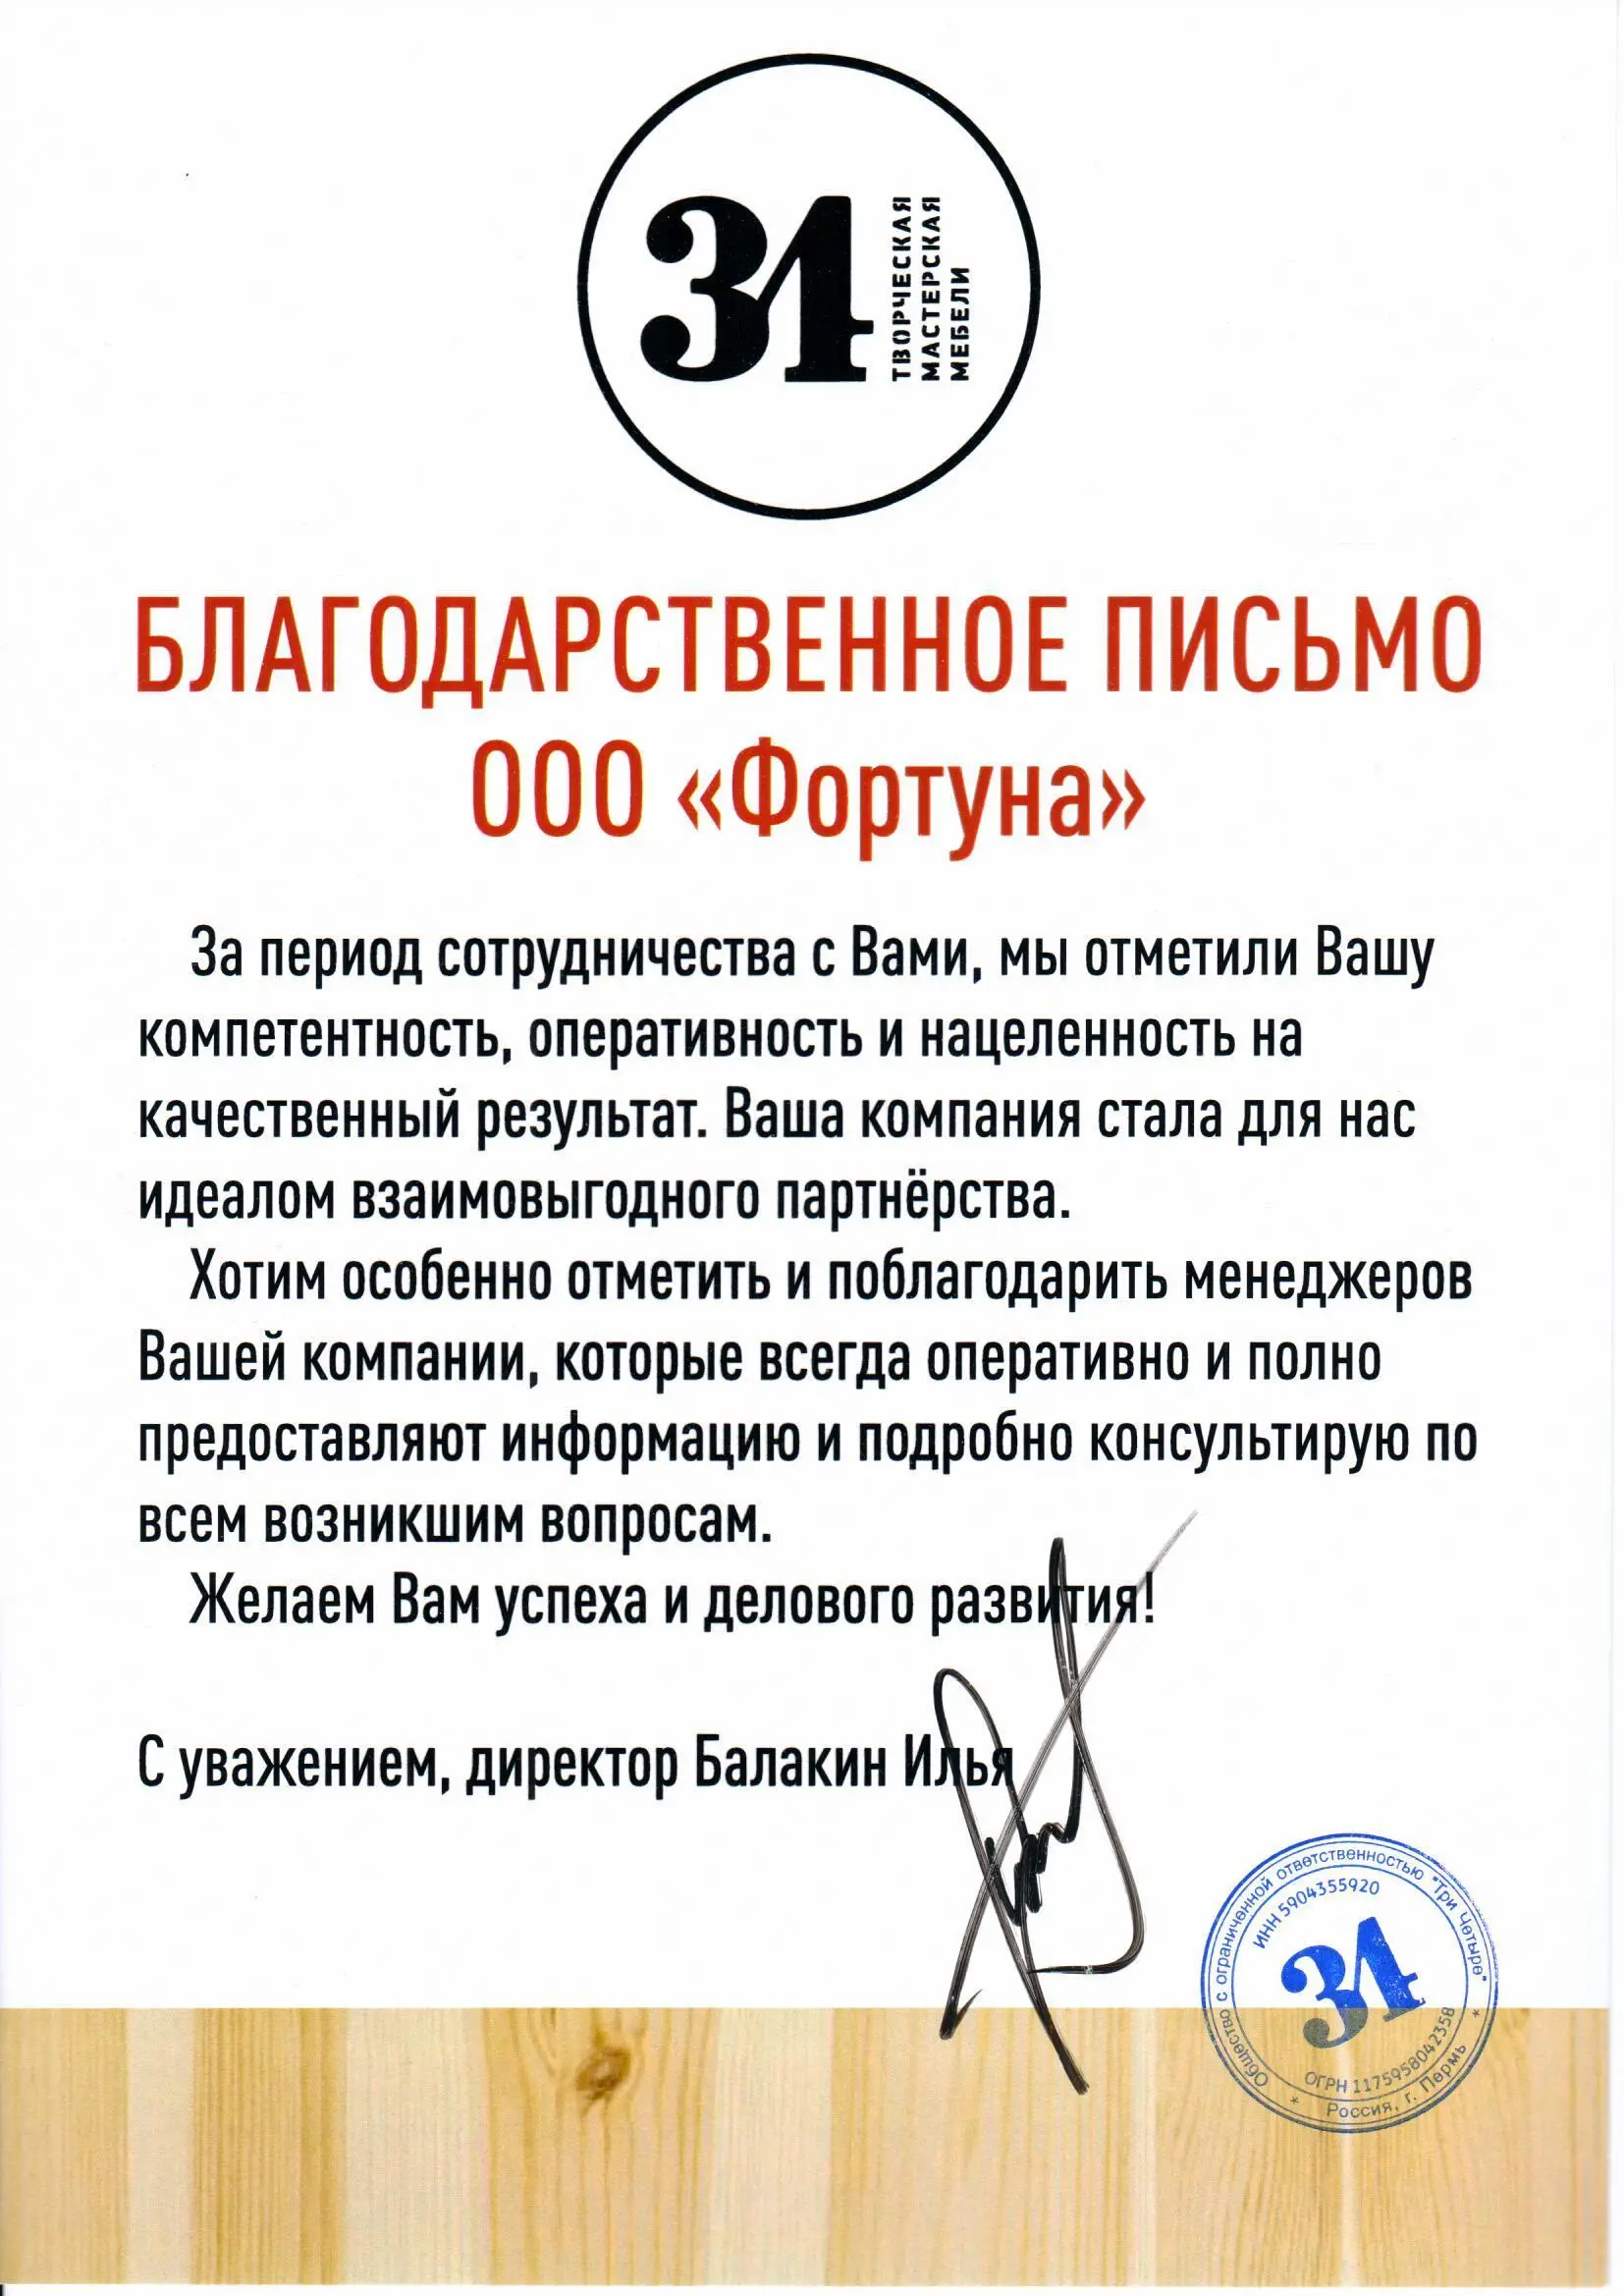 34
ТВОРЧЕСКАЯ
МАСТЕРСКАЯ
МЕБЕЛИ
БЛАГОДАРСТВЕННОЕ ПИСЬМО
ООО «Фортуна»
За период сотрудничества с Вами, мы отметили Вашу
компетентность, оперативность и нацеленность на
качественный результат. Ваша компания стала для нас
идеалом взаимовыгодного партнёрства.
Хотим особенно отметить и поблагодарить менеджеров
Вашей компании, которые всегда оперативно и полно
предоставляют информацию и подробно консультирую по
всем возникшим вопросам.
Желаем Вам успеха и делового развития!
С уважением, директор Балакин Илья
Общество с ограниченной ответственностью "Три Четыре"
ИНН 5904355920
34
ОГРН 1175958042358
* Россия, г. Пермь *